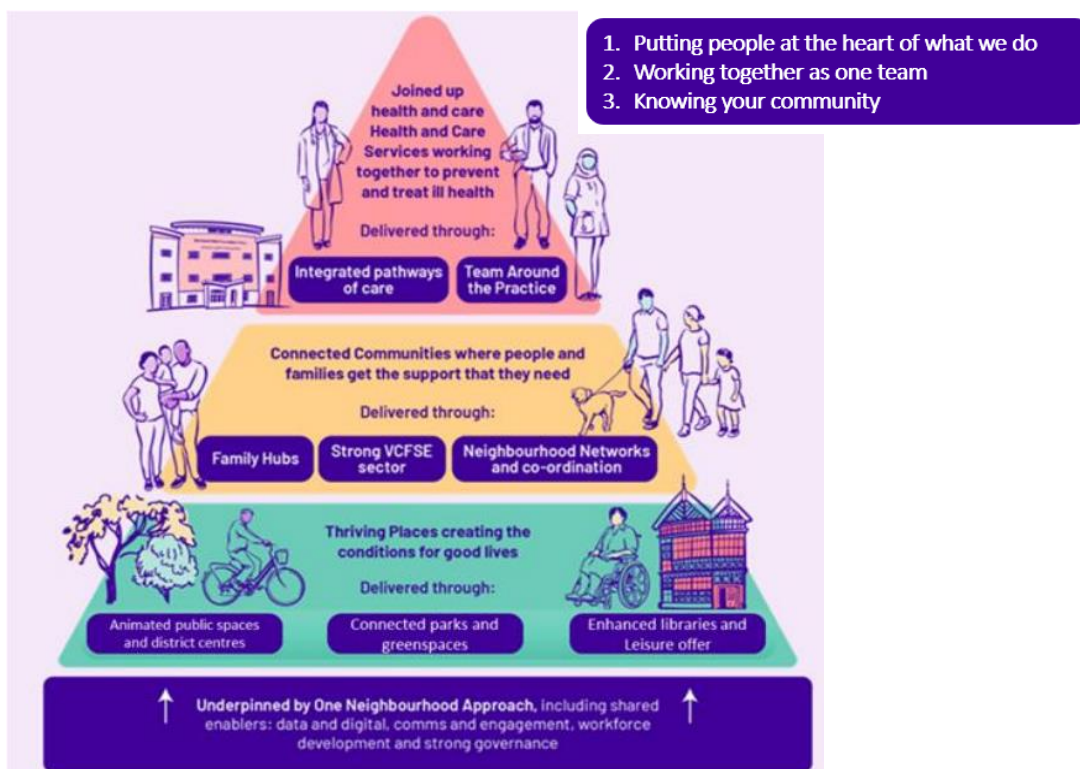 1. Putting people at the heart of what we do
2. Working together as one team
3. Knowing your community
Joined up
health and care
Health and Care
Services working
together to prevent
and treat ill health
Delivered through:
Integrated pathways
of care
Team Around
the Practice
Connected Communities where people and
families get the support that they need
Delivered through:
Family Hubs
Strong VCFSE
sector
Neighbourhood Networks
and co-ordination
Thriving Places creating the
conditions for good lives
Delivered through:
Animated public spaces
and district centres
Connected parks and
greenspaces
Enhanced libraries and
Leisure offer
Underpinned by One Neighbourhood Approach, including shared
enablers: data and digital, comms and engagement, workforce
development and strong governance